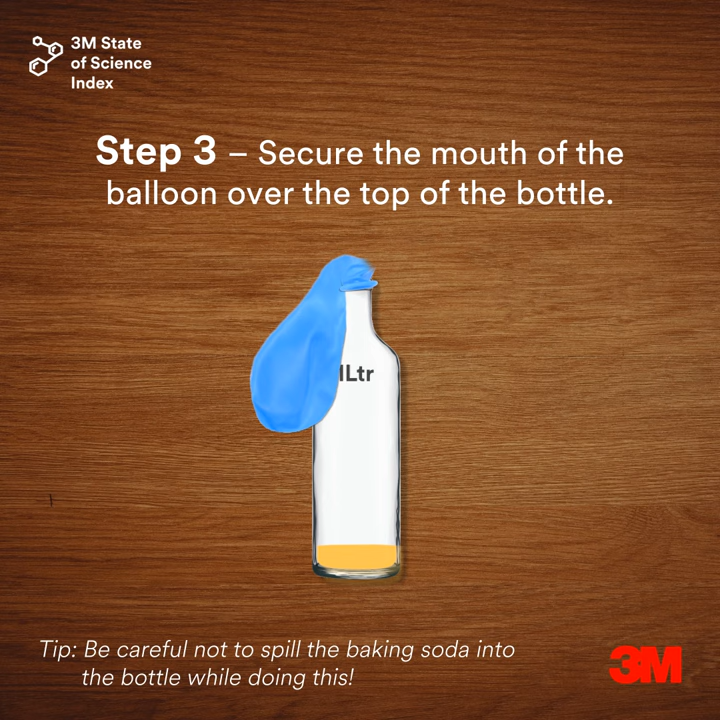 3M State
of Science
Index
Step 3 – Secure the mouth of the
balloon over the top of the bottle.
1Ltr
Tip: Be careful not to spill the baking soda into
the bottle while doing this!
3M